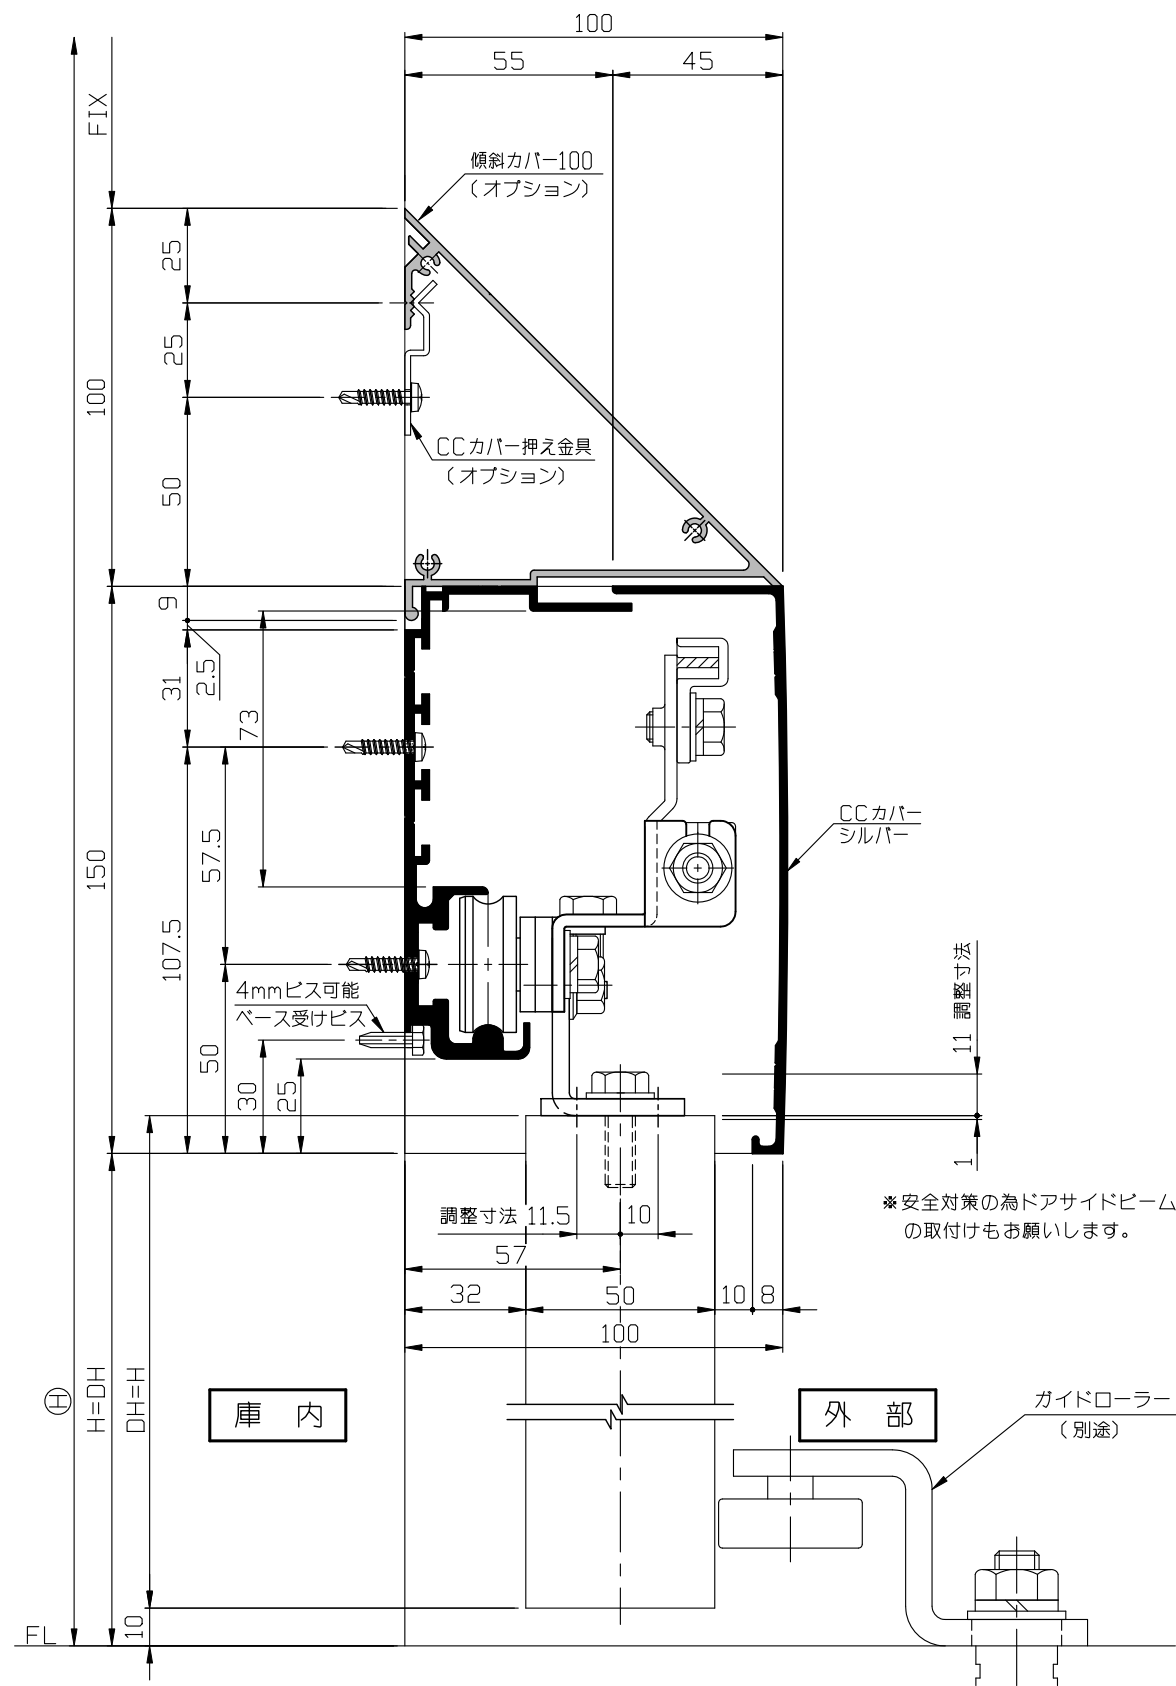 100
55
45
FIX
傾斜カバー100
(オプション)
25
25
100
CCカバー押え金具
(オプション)
50
9
2.5
31
73
CCカバー
シルバー
57.5
150
107.5
11 調整寸法
4mmビス可能
ベース受けビス
50
30
25
1
※安全対策の為ドアサイドビーム
の取付けもお願いします。
調整寸法 11.5
10
57
32
50
10
8
100
H
H=DH
DH=H
庫 内
外 部
ガイドローラー
(別途)
10
FL